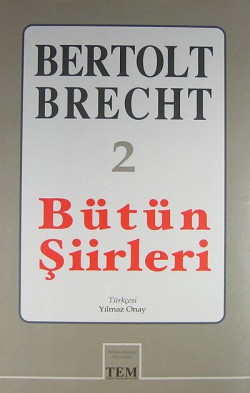 BERTOLT
BRECHT
2
Bütün
Şiirleri
Türkçesi
Yılmaz Onay
TEM